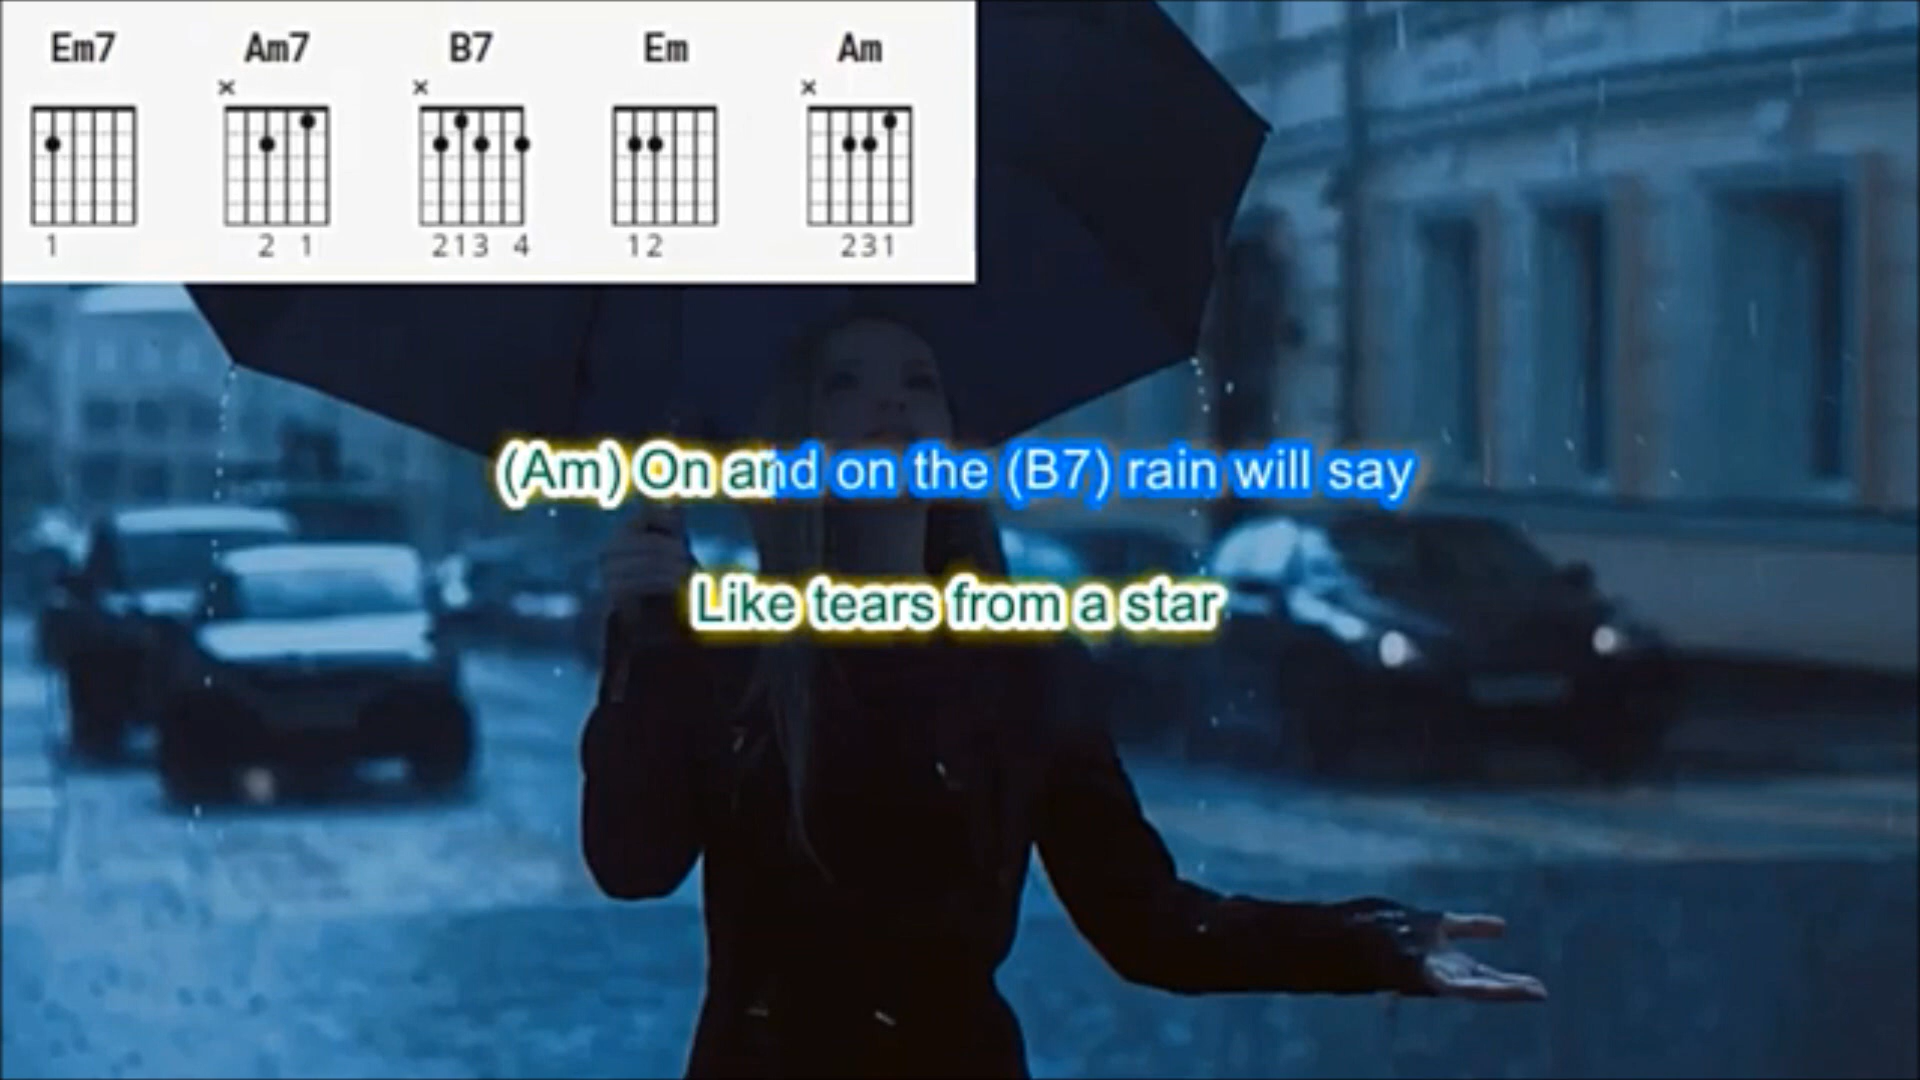 Em7 Am7 B7 Em Am
× × ×
1 2 1 213 4 12 231
(Am) On and on the (B7) rain will say
Like tears from a star